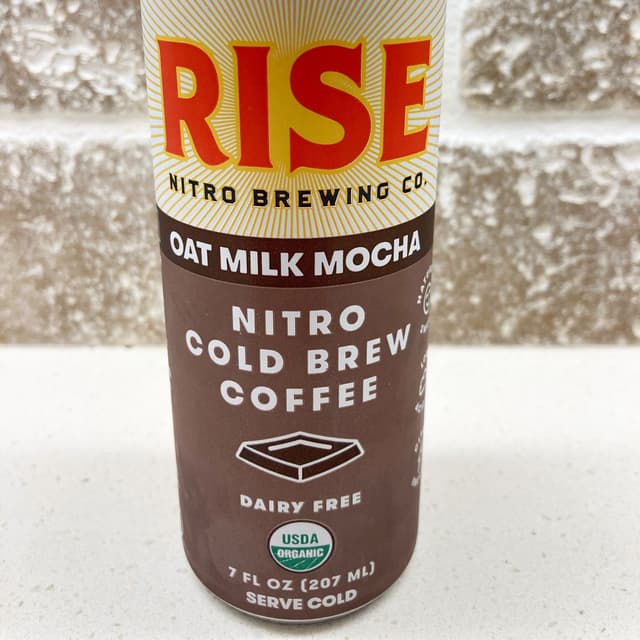 RISE
NITRO BREWING CO.
OAT MILK MOCHA
NITRO
COLD BREW
COFFEE
DAIRY FREE
USDA
ORGANIC
7 FL OZ (207 ML)
SERVE COLD